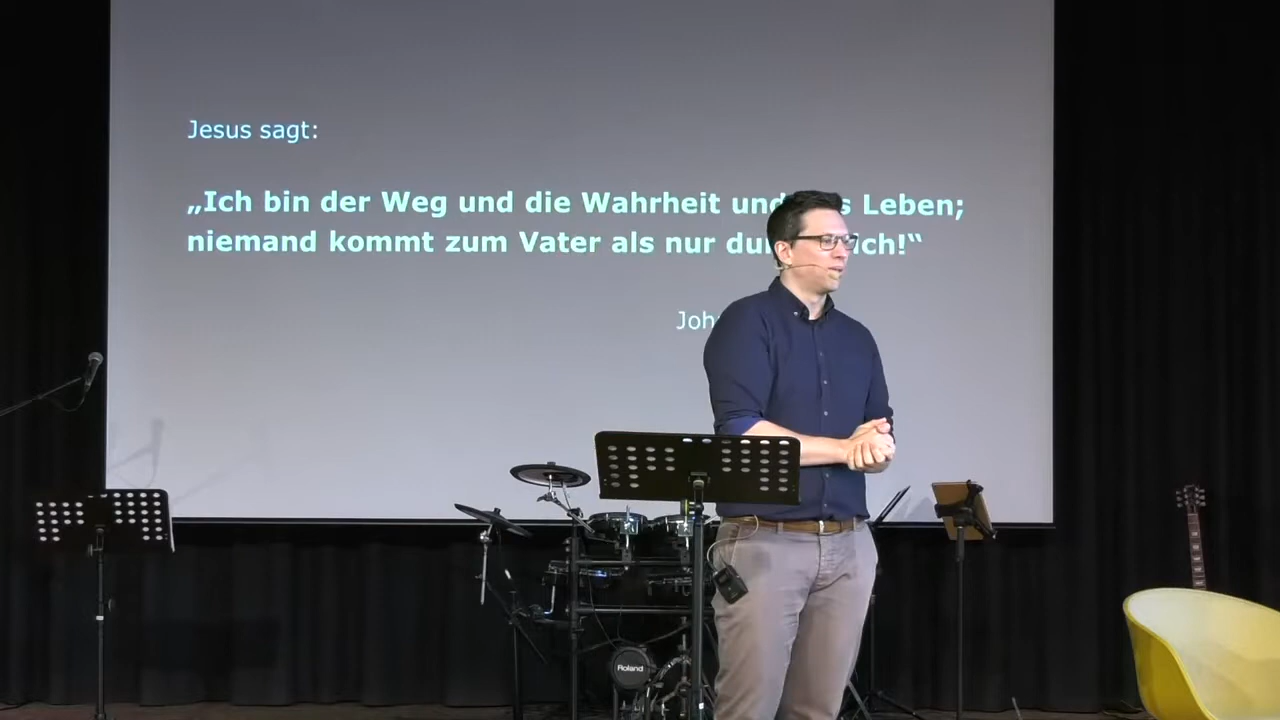 Jesus sagt:
„Ich bin der Weg und die Wahrheit und Leben;
niemand kommt zum Vater als nur
Roland